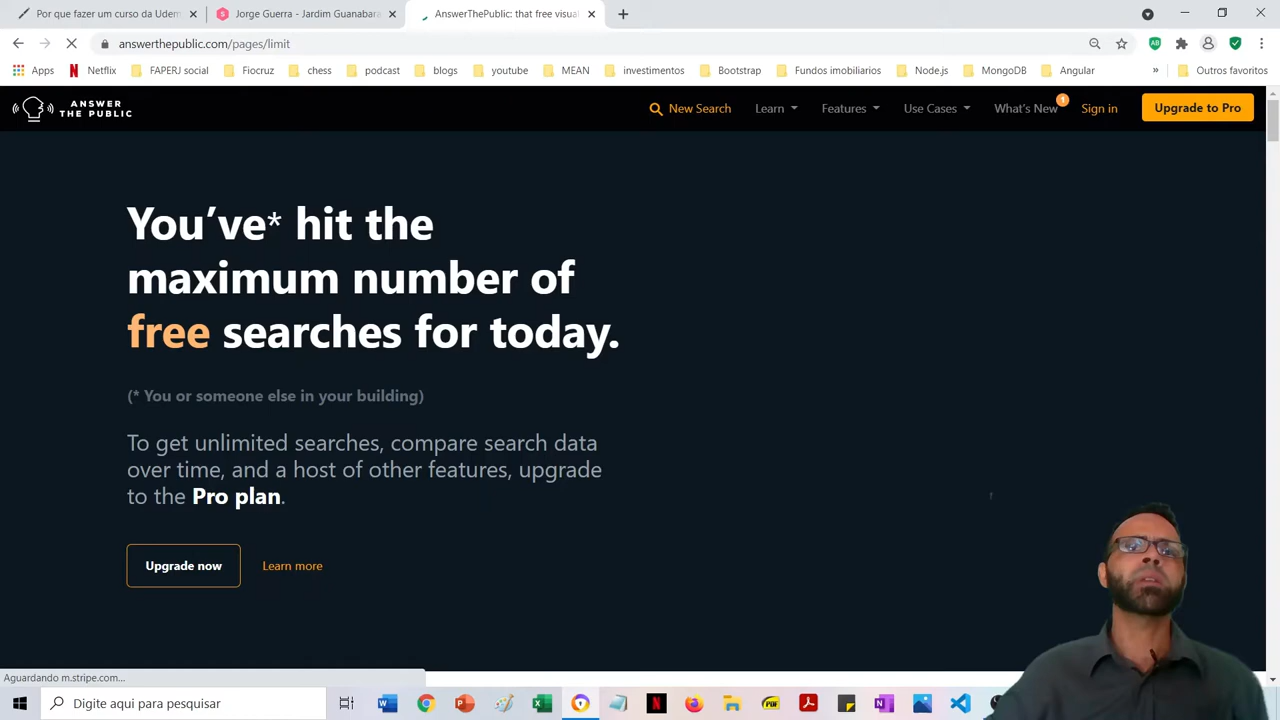 Por que fazer um curso da Udem
Jorge Guerra - Jardim Guanabara
AnswerThePublic: that free visual
answerthepublic.com/pages/limit
Apps
Netflix
FAPERJ social
Fiocruz
chess
podcast
blogs
youtube
MEAN
investimentos
Bootstrap
Fundos imobiliarios
Node.js
MongoDB
Angular
»
Outros favoritos
ANSWER
THE PUBLIC
New Search
Learn
Features
Use Cases
What's New
1
Sign in
Upgrade to Pro
You've* hit the
maximum number of
free searches for today.
(* You or someone else in your building)
To get unlimited searches, compare search data
over time, and a host of other features, upgrade
to the Pro plan.
Upgrade now
Learn more
Aguardando m.stripe.com...
Digite aqui para pesquisar